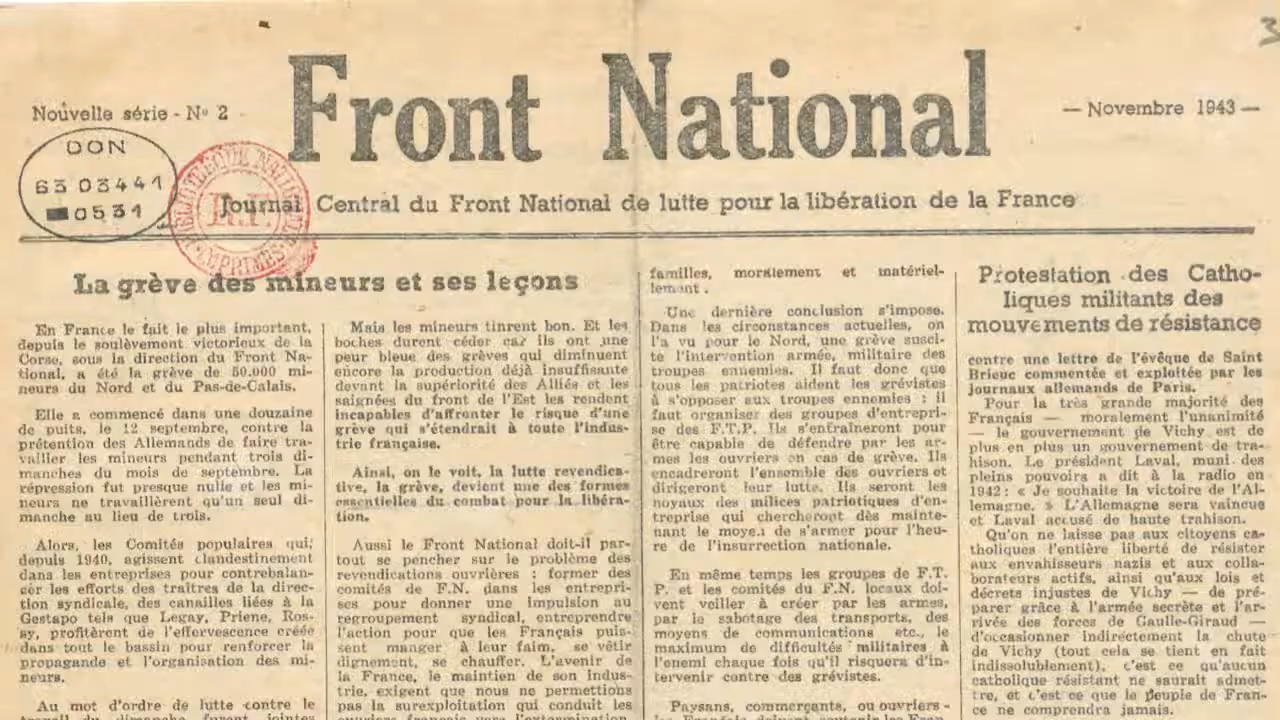 3
Front National
Nouvelle série - Nº 2
— Novembre 1943 —
DON
63 03441
0531
BIBLIOTHÈQUE NATIONALE
IMPRIMÉS
Journal Central du Front National de lutte pour la libération de la France
La grève des mineurs et ses leçons
En France le fait le plus important,
depuis le soulèvement victorieux de la
Corse, sous la direction du Front Na-
tional, a été la grève de 50.000 mi-
neurs du Nord et du Pas-de-Calais.
Elle a commencé dans une douzaine
de puits, le 12 septembre, contre la
prétention des Allemands de faire tra-
vailler les mineurs pendant trois di-
manches du mois de septembre. La
répression fut presque nulle et les mi-
neurs ne travaillèrent qu'un seul di-
manche au lieu de trois.
Alors, les Comités populaires qui,
depuis 1940, agissent clandestinement
dans les entreprises pour contrebalan-
cer les efforts des traîtres de la direc-
tion syndicale, des canailles liées à la
Gestapo tels que Legay, Priene, Ros-
sy, profitèrent de l'effervescence créée
dans tout le bassin pour renforcer la
propagande et l'organisation des mi-
neurs.
Au mot d'ordre de lutte contre le
travail du dimanche furent jointes
Mais les mineurs tinrent bon. Et les
boches durent céder car ils ont une
peur bleue des grèves qui diminuent
encore la production déjà insuffisante
devant la supériorité des Alliés et les
saignées du front de l'Est les rendent
incapables d'affronter le risque d'une
grève qui s'étendrait à toute l'indus-
trie française.
Ainsi, on le voit, la lutte revendica-
tive, la grève, devient une des formes
essentielles du combat pour la libéra-
tion.
Aussi le Front National doit-il par-
tout se pencher sur le problème des
revendications ouvrières : former des
comités de F.N. dans les entrepri-
ses pour donner une impulsion au
regroupement syndical, entreprendre
l'action pour que les Français puis-
sent manger à leur faim, se vêtir
dignement, se chauffer. L'avenir de
la France, le maintien de son indus-
trie, exigent que nous ne permettions
pas la surexploitation qui conduit les
ouvriers français vers l'extermination.
familles, moralement et matériel-
lement.
Une dernière conclusion s'impose.
Dans les circonstances actuelles, on
l'a vu pour le Nord, une grève susci-
te l'intervention armée, militaire des
troupes ennemies. Il faut donc que
tous les patriotes aident les grévistes
à s'opposer aux troupes ennemies : il
faut organiser des groupes d'entrepri-
se des F.T.P. Ils s'entraîneront pour
être capable de défendre par les ar-
mes les ouvriers en cas de grève. Ils
encadreront l'ensemble des ouvriers et
dirigeront leur lutte. Ils seront les
noyaux des milices patriotiques d'en-
treprise qui chercheront dès mainte-
nant le moyen de s'armer pour l'heu-
re de l'insurrection nationale.
En même temps les groupes de F.T.
P. et les comités du F.N. locaux doi-
vent veiller à créer par les armes,
par le sabotage des transports, des
moyens de communications etc., le
maximum de difficultés militaires à
l'enemi chaque fois qu'il risquera d'in-
tervenir contre des grévistes.
Paysans, commerçants, ou ouvriers -
Protestation des Catho-
liques militants des
mouvements de résistance
contre une lettre de l'évêque de Saint
Brieuc commentée et exploitée par les
journaux allemands de Paris.
Pour la très grande majorité des
Français — moralement l'unanimité
— le gouvernement de Vichy est de
plus en plus un gouvernement de tra-
hison. Le président Laval, muni des
pleins pouvoirs a dit à la radio en
1942 : « Je souhaite la victoire de l'Al-
lemagne. » L'Allemagne sera vaincue
et Laval accusé de haute trahison.
Qu'on ne laisse pas aux citoyens ca-
tholiques l'entière liberté de résister
aux envahisseurs nazis et aux colla-
borateurs actifs, ainsi qu'aux lois et
décrets injustes de Vichy — de pré-
parer grâce à l'armée secrète et l'ar-
rivée des forces de Gaulle-Giraud —
d'occasionner indirectement la chute
de Vichy (tout cela se tient en fait
indissolublement), c'est ce qu'aucun
catholique résistant ne saurait admet-
tre, et c'est ce que le peuple de Fran-
ce ne comprendra jamais.